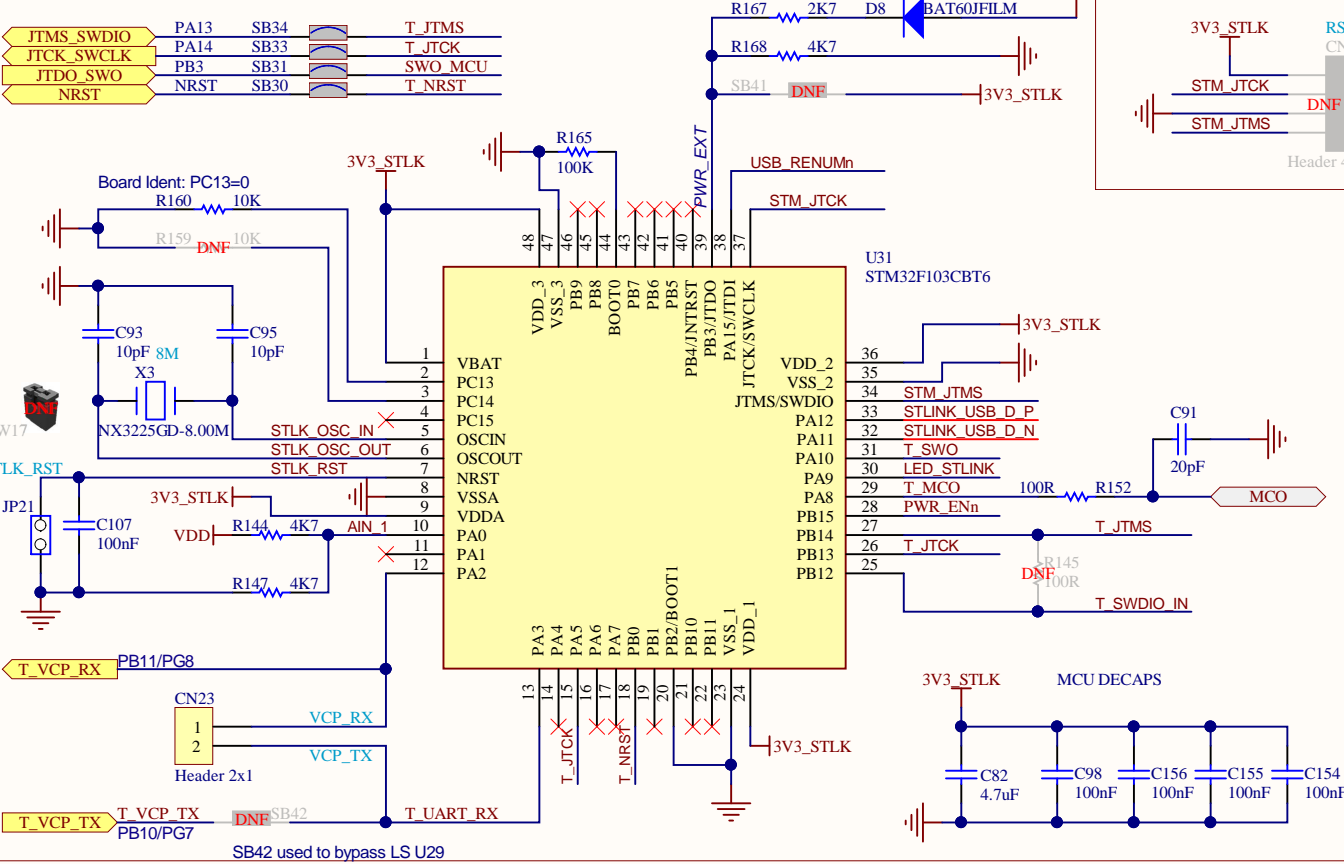 JTMS_SWDIO PA13 SB34 T_JTMS
JTCK_SWCLK PA14 SB33 T_JTCK
JTDO_SWO PB3 SB31 SWO_MCU
NRST NRST SB30 T_NRST
R167 2K7 D8 BAT60JFILM
R168 4K7
SB41 DNF 3V3_STLK
PWR_EXT
3V3_STLK
RS
CN
STM_JTCK
DNF
STM_JTMS
Header 4
R165
100K
3V3_STLK
USB_RENUMn
STM_JTCK
Board Ident: PC13=0
R160 10K
R159 DNF 10K
48 47 46 45 44 43 42 41 40 39 38 37
U31
STM32F103CBT6
VDD_3 VSS_3 PB9 PB8 BOOT0 PB7 PB6 PB5 PB4/JNTRST PB3/JTDO PA15/JTDI JTCK/SWCLK
C93
10pF
C95
10pF
8M
X3
NX3225GD-8.00M
DNF
W17
1 VBAT
2 PC13
3 PC14
4 PC15
STLK_OSC_IN 5 OSCIN
STLK_OSC_OUT 6 OSCOUT
STLK_RST 7 NRST
8 VSSA
9 VDDA
10 PA0
11 PA1
12 PA2
TLK_RST
JP21
C107
100nF
3V3_STLK
VDD R144 4K7 AIN_1
R147 4K7
VDD_2 36 3V3_STLK
VSS_2 35
JTMS/SWDIO 34 STM_JTMS
PA12 33 STLINK_USB_D_P
PA11 32 STLINK_USB_D_N
PA10 31 T_SWO
PA9 30 LED_STLINK
PA8 29 T_MCO 100R R152 MCO
PB15 28 PWR_ENn
PB14 27 T_JTMS
PB13 26 T_JTCK
PB12 25
C91
20pF
R145
DNF
100R
T_SWDIO_IN
PA3 PA4 PA5 PA6 PA7 PB0 PB1 PB2/BOOT1 PB10 PB11 VSS_1 VDD_1
13 14 15 16 17 18 19 20 21 22 23 24
T_JTCK
T_NRST
3V3_STLK
T_VCP_RX PB11/PG8
CN23
1 VCP_RX
2 VCP_TX
Header 2x1
T_VCP_TX T_VCP_TX DNF SB42 T_UART_RX
PB10/PG7
SB42 used to bypass LS U29
3V3_STLK MCU DECAPS
C82
4.7uF
C98
100nF
C156
100nF
C155
100nF
C154
100nF